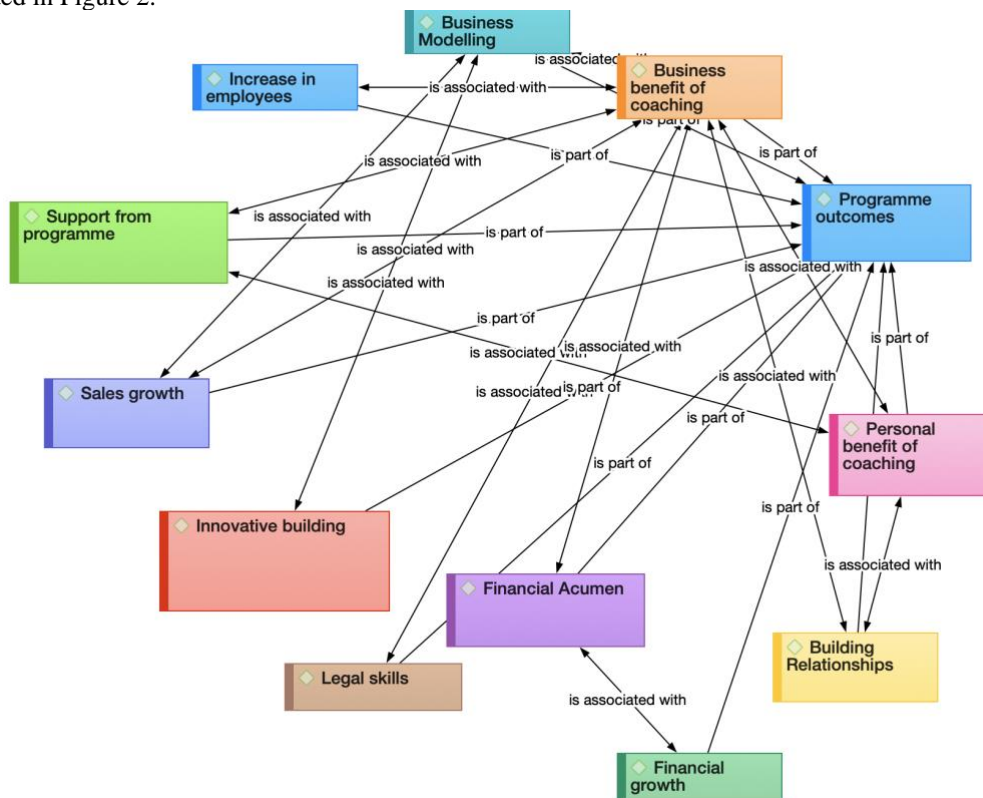 ted in Figure 2.
Business
Modelling
is associated with
Business
benefit of
coaching
Increase in
employees
is associated with
is part of
is part of
is part of
is associated with
Programme
outcomes
Support from
programme
is associated with
is part of
is associated with
is associated with
is associated with
is part of
is part of
is associated with
is associated with
is associated with
is part of
is associated with
Sales growth
is part of
Personal
benefit of
coaching
is part of
is part of
Innovative building
is associated with
Financial Acumen
Building
Relationships
Legal skills
is associated with
Financial
growth